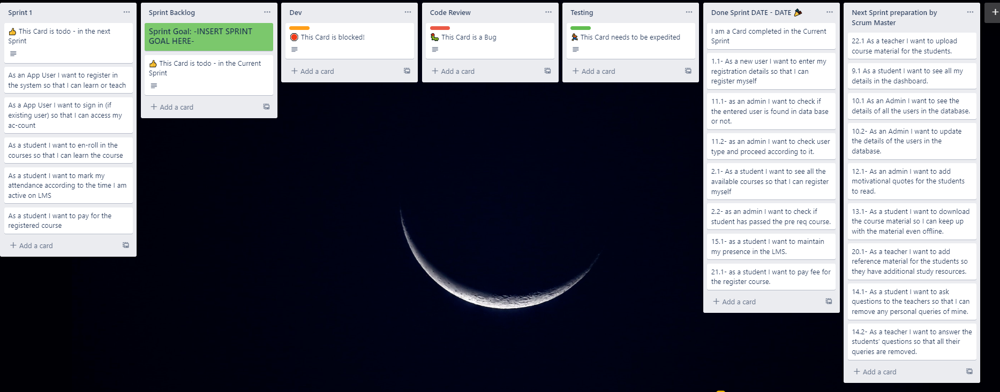 Sprint 1
👍 This Card is todo - in the next
Sprint
As an App User I want to register in
the system so that I can learn or teach
As a App User I want to sign in (if
existing user) so that I can access my
ac-count
As a student I want to en-roll in the
courses so that I can learn the course
As a student I want to mark my
attendance according to the time I am
active on LMS
As a student I want to pay for the
registered course
+ Add a card
Sprint Backlog
Sprint Goal: -INSERT SPRINT
GOAL HERE-
👍 This Card is todo - in the Current
Sprint
+ Add a card
Dev
🛑 This Card is blocked!
+ Add a card
Code Review
🐛 This Card is a Bug
+ Add a card
Testing
🏃 This Card needs to be expedited
+ Add a card
Done Sprint DATE - DATE 🎉
I am a Card completed in the Current
Sprint
1.1- As a new user I want to enter my
registration details so that I can
register myself
11.1- as an admin I want to check if
the entered user is found in data base
or not.
11.2- as an admin I want to check user
type and proceed according to it.
2.1- As a student I want to see all the
available courses so that I can register
myself
2.2- as an admin I want to check if
student has passed the pre req course.
15.1- as a student I want to maintain
my presence in the LMS.
21.1- as a student I want to pay fee for
the register course.
+ Add a card
Next Sprint preparation by
Scrum Master
22.1 As a teacher I want to upload
course material for the students.
9.1 As a student I want to see all my
details in the dashboard.
10.1 As an Admin I want to see the
details of all the users in the database.
10.2- As an Admin I want to update
the details of the users in the
database.
12.1- As an admin I want to add
motivational quotes for the students
to read.
13.1- As a student I want to download
the course material so I can keep up
with the material even offline.
20.1- As a teacher I want to add
reference material for the students so
they have additional study resources.
14.1- As a student I want to ask
questions to the teachers so that I can
remove any personal queries of mine.
14.2- As a teacher I want to answer the
students' questions so that all their
queries are removed.
+ Add a card